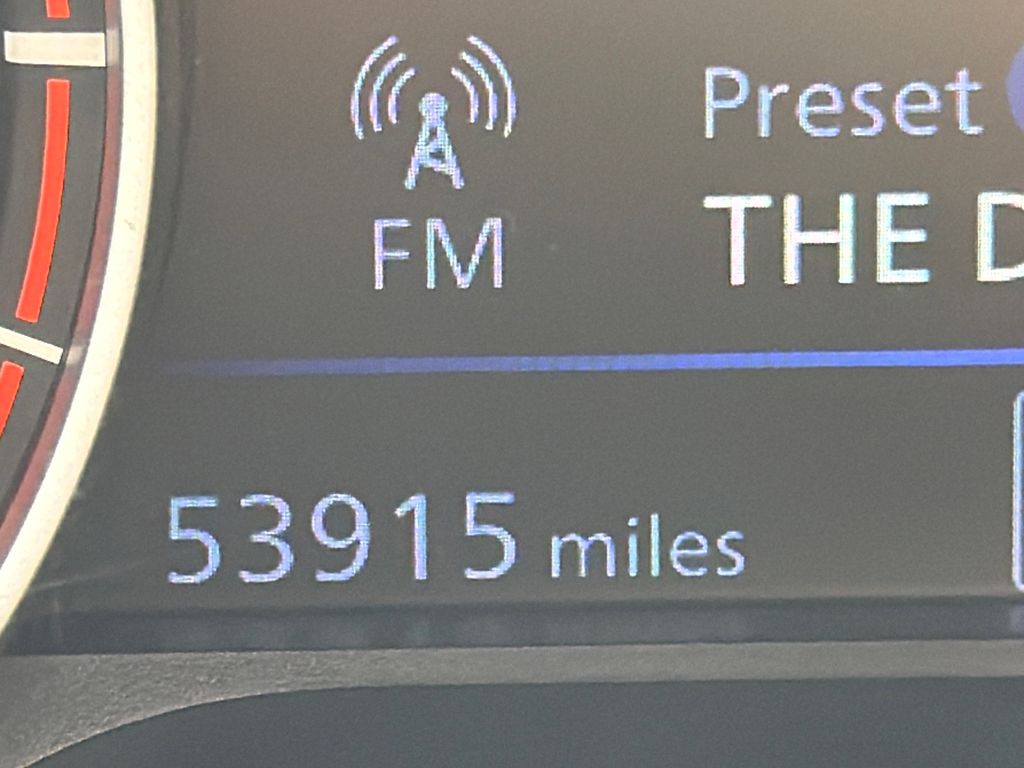 Preset
FM
THE D
53915 miles